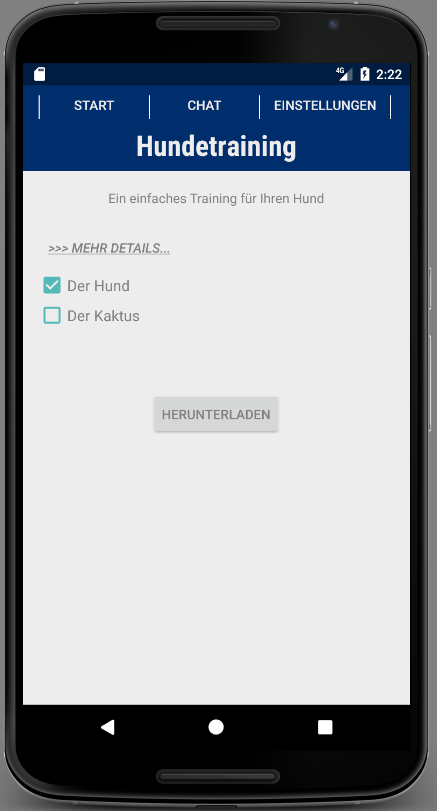 4G 2:22
START CHAT EINSTELLUNGEN
Hundetraining
Ein einfaches Training für Ihren Hund
>>> MEHR DETAILS...
Der Hund
Der Kaktus
HERUNTERLADEN